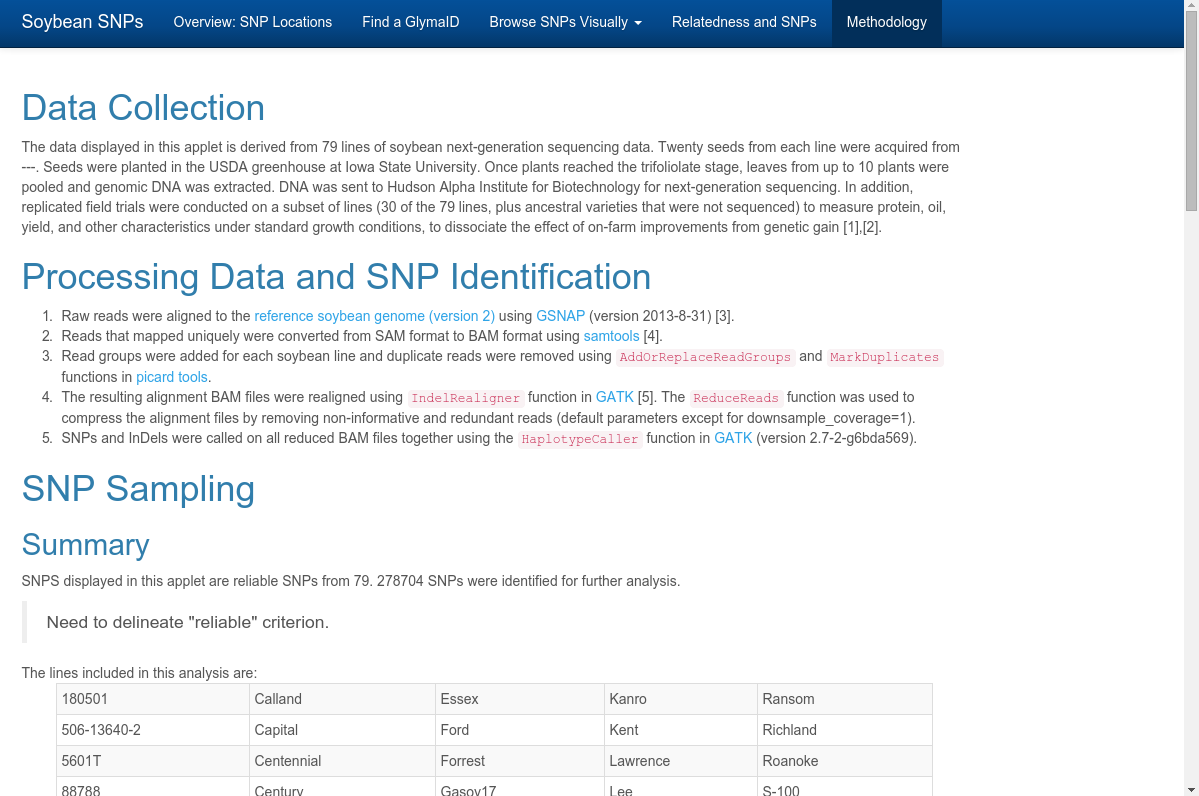 Soybean SNPs Overview: SNP Locations Find a GlymaID Browse SNPs Visually Relatedness and SNPs Methodology
Data Collection
The data displayed in this applet is derived from 79 lines of soybean next-generation sequencing data. Twenty seeds from each line were acquired from
---. Seeds were planted in the USDA greenhouse at Iowa State University. Once plants reached the trifoliolate stage, leaves from up to 10 plants were
pooled and genomic DNA was extracted. DNA was sent to Hudson Alpha Institute for Biotechnology for next-generation sequencing. In addition,
replicated field trials were conducted on a subset of lines (30 of the 79 lines, plus ancestral varieties that were not sequenced) to measure protein, oil,
yield, and other characteristics under standard growth conditions, to dissociate the effect of on-farm improvements from genetic gain [1],[2].
Processing Data and SNP Identification
1. Raw reads were aligned to the reference soybean genome (version 2) using GSNAP (version 2013-8-31) [3].
2. Reads that mapped uniquely were converted from SAM format to BAM format using samtools [4].
3. Read groups were added for each soybean line and duplicate reads were removed using AddOrReplaceReadGroups and MarkDuplicates
functions in picard tools.
4. The resulting alignment BAM files were realigned using IndelRealigner function in GATK [5]. The ReduceReads function was used to
compress the alignment files by removing non-informative and redundant reads (default parameters except for downsample_coverage=1).
5. SNPs and InDels were called on all reduced BAM files together using the HaplotypeCaller function in GATK (version 2.7-2-g6bda569).
SNP Sampling
Summary
SNPS displayed in this applet are reliable SNPs from 79. 278704 SNPs were identified for further analysis.
Need to delineate "reliable" criterion.
The lines included in this analysis are:
180501 Calland Essex Kanro Ransom
506-13640-2 Capital Ford Kent Richland
5601T Centennial Forrest Lawrence Roanoke
88788 Century Gasoy17 Lee S-100